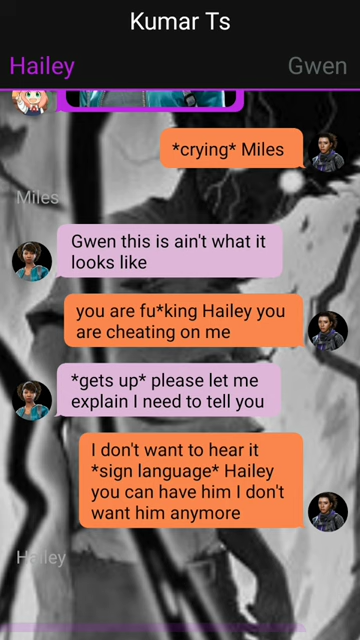 Kumar Ts
Hailey
Gwen
*crying* Miles
Miles
Gwen this is ain't what it
looks like
you are fu*king Hailey you
are cheating on me
*gets up* please let me
explain I need to tell you
I don't want to hear it
*sign language* Hailey
you can have him I don't
want him anymore
Hailey